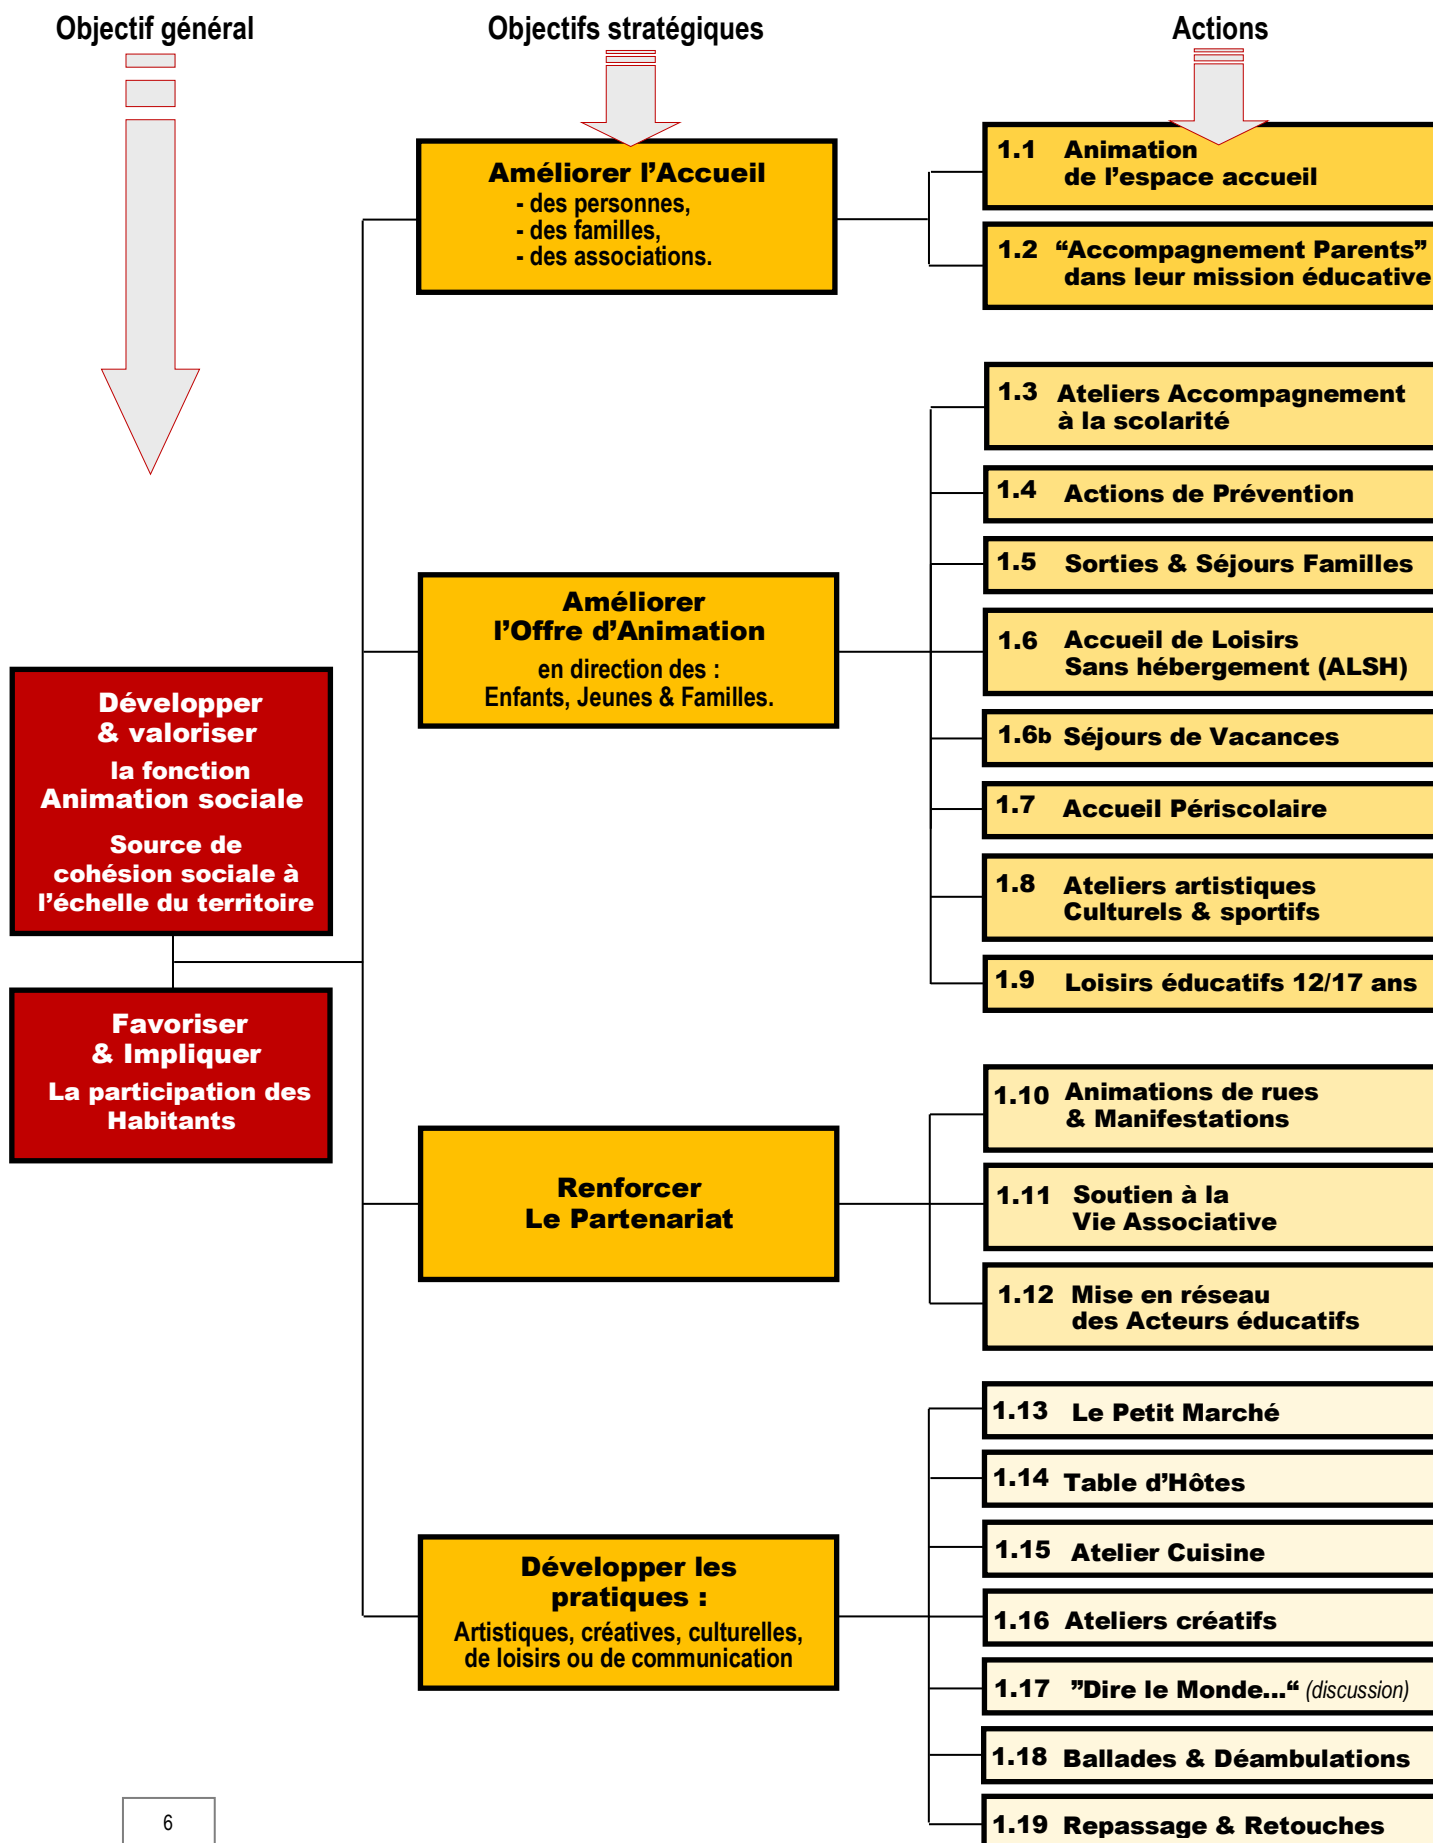 Objectif général
Objectifs stratégiques
Actions
Développer
& valoriser
la fonction
Animation sociale
Source de
cohésion sociale à
l’échelle du territoire
Favoriser
& Impliquer
La participation des
Habitants
Améliorer l’Accueil
- des personnes,
- des familles,
- des associations.
1.1 Animation
de l’espace accueil
1.2 “Accompagnement Parents”
dans leur mission éducative
Améliorer
l’Offre d’Animation
en direction des :
Enfants, Jeunes & Familles.
1.3 Ateliers Accompagnement
à la scolarité
1.4 Actions de Prévention
1.5 Sorties & Séjours Familles
1.6 Accueil de Loisirs
Sans hébergement (ALSH)
1.6b Séjours de Vacances
1.7 Accueil Périscolaire
1.8 Ateliers artistiques
Culturels & sportifs
1.9 Loisirs éducatifs 12/17 ans
Renforcer
Le Partenariat
1.10 Animations de rues
& Manifestations
1.11 Soutien à la
Vie Associative
1.12 Mise en réseau
des Acteurs éducatifs
Développer les
pratiques :
Artistiques, créatives, culturelles,
de loisirs ou de communication
1.13 Le Petit Marché
1.14 Table d’Hôtes
1.15 Atelier Cuisine
1.16 Ateliers créatifs
1.17 ”Dire le Monde...“ (discussion)
1.18 Ballades & Déambulations
1.19 Repassage & Retouches
6